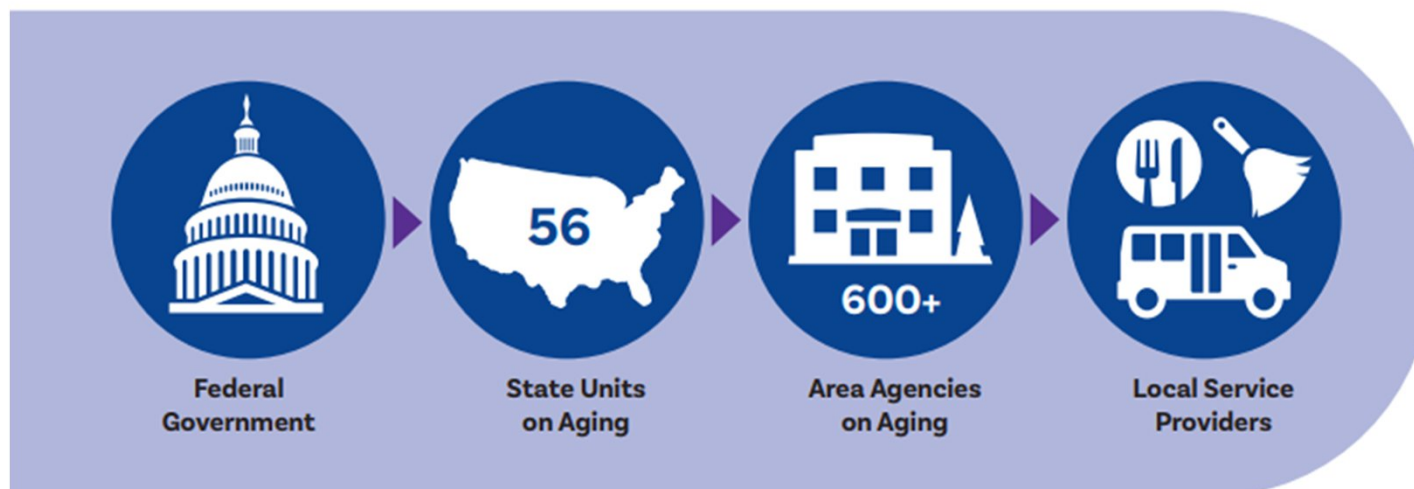 56
600+
Federal
Government
State Units
on Aging
Area Agencies
on Aging
Local Service
Providers